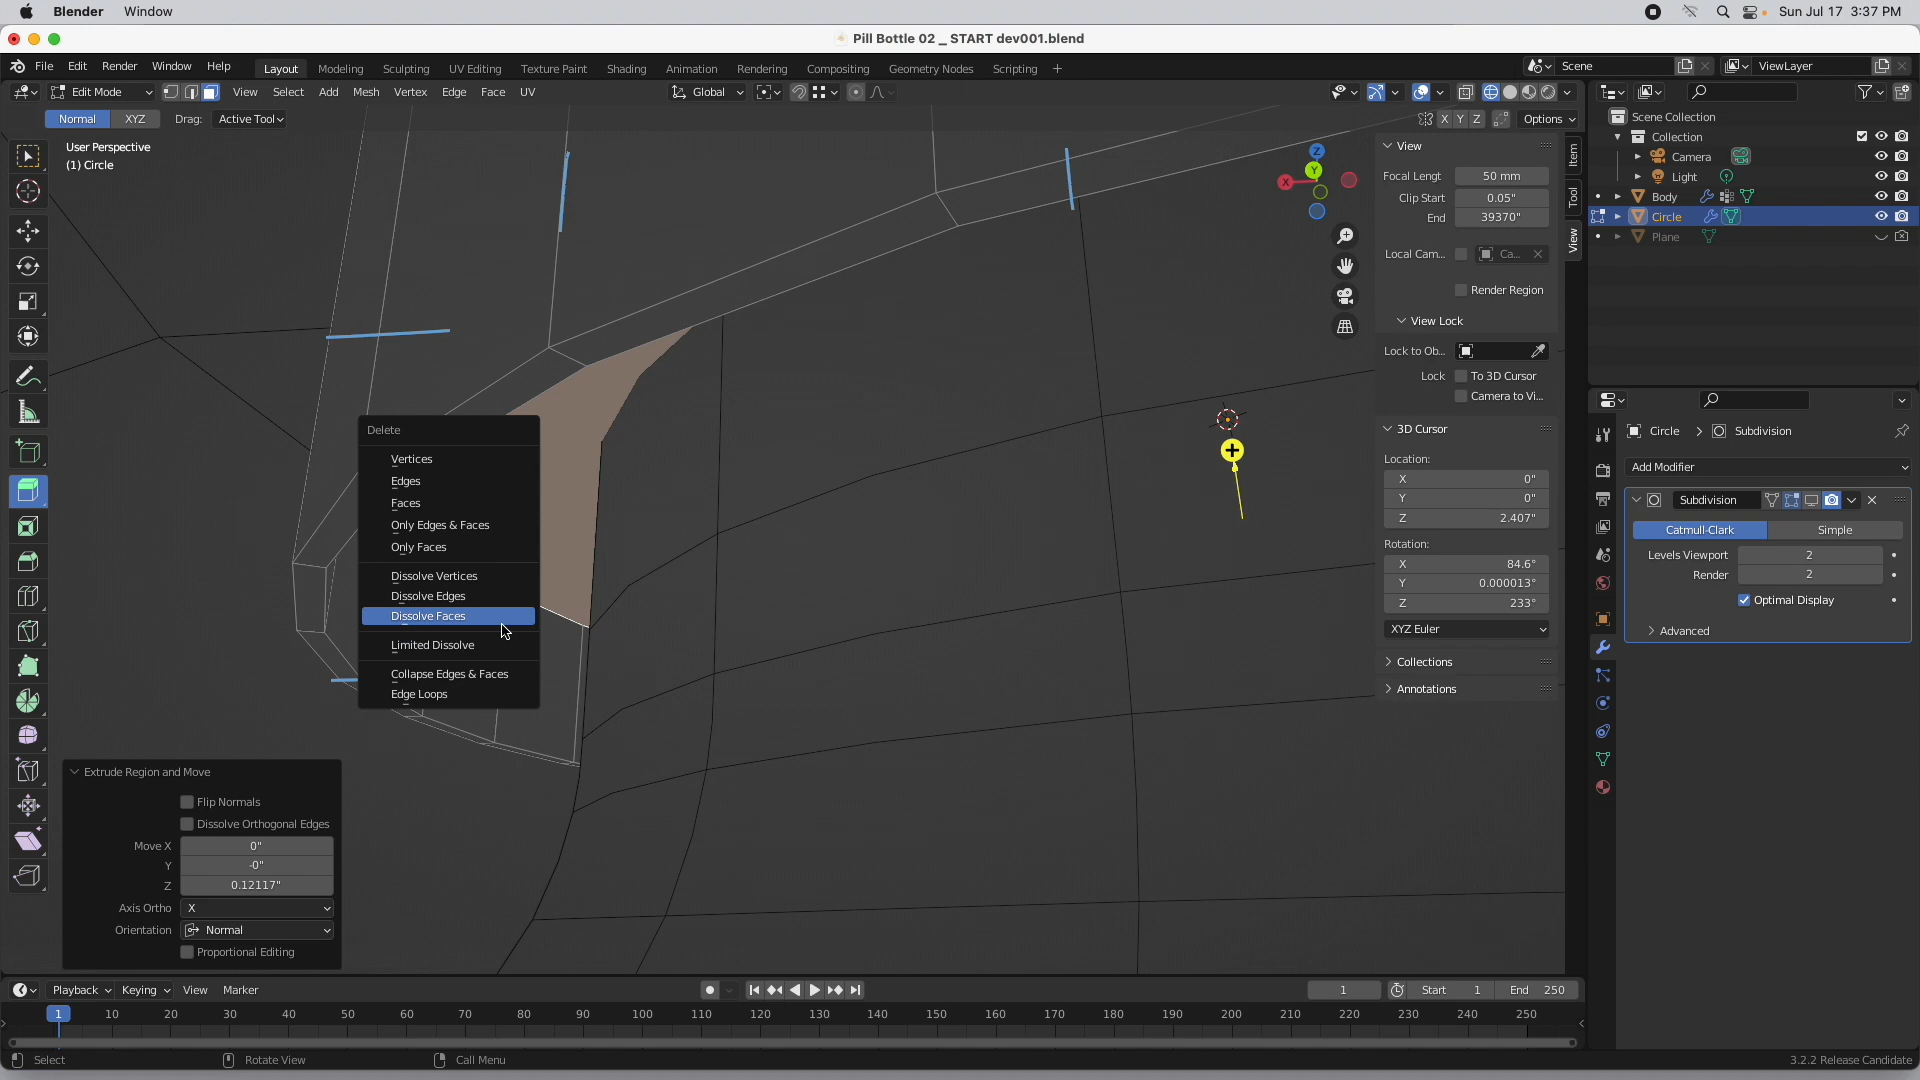 Blender Window
Sun Jul 17 3:37 PM
Pill Bottle 02 _ START dev001.blend
File Edit Render Window Help
Layout Modeling Sculpting UV Editing Texture Paint Shading Animation Rendering Compositing Geometry Nodes Scripting +
Scene
ViewLayer
Edit Mode
View Select Add Mesh Vertex Edge Face UV
Global
Normal XYZ Drag: Active Tool
X Y Z
Options
User Perspective
(1) Circle
Z
Y
X
View
Focal Lengt 50 mm
Clip Start 0.05"
End 39370"
Local Cam...
Ca...
Render Region
View Lock
Lock to Ob...
Lock To 3D Cursor
Camera to Vi...
3D Cursor
Location:
X 0"
Y 0"
Z 2.407"
Rotation:
X 84.6°
Y 0.000013°
Z 233°
XYZ Euler
Collections
Annotations
Item
Tool
View
Scene Collection
Collection
Camera
Light
Body
Circle
Plane
Circle
Subdivision
Add Modifier
Subdivision
Catmull-Clark Simple
Levels Viewport 2
Render 2
Optimal Display
Advanced
Delete
Vertices
Edges
Faces
Only Edges & Faces
Only Faces
Dissolve Vertices
Dissolve Edges
Dissolve Faces
Limited Dissolve
Collapse Edges & Faces
Edge Loops
Extrude Region and Move
Flip Normals
Dissolve Orthogonal Edges
Move X 0"
Y -0"
Z 0.12117"
Axis Ortho X
Orientation Normal
Proportional Editing
Playback Keying View Marker
1
Start 1
End 250
1 10 20 30 40 50 60 70 80 90 100 110 120 130 140 150 160 170 180 190 200 210 220 230 240 250
Select
Rotate View
Call Menu
3.2.2 Release Candidate